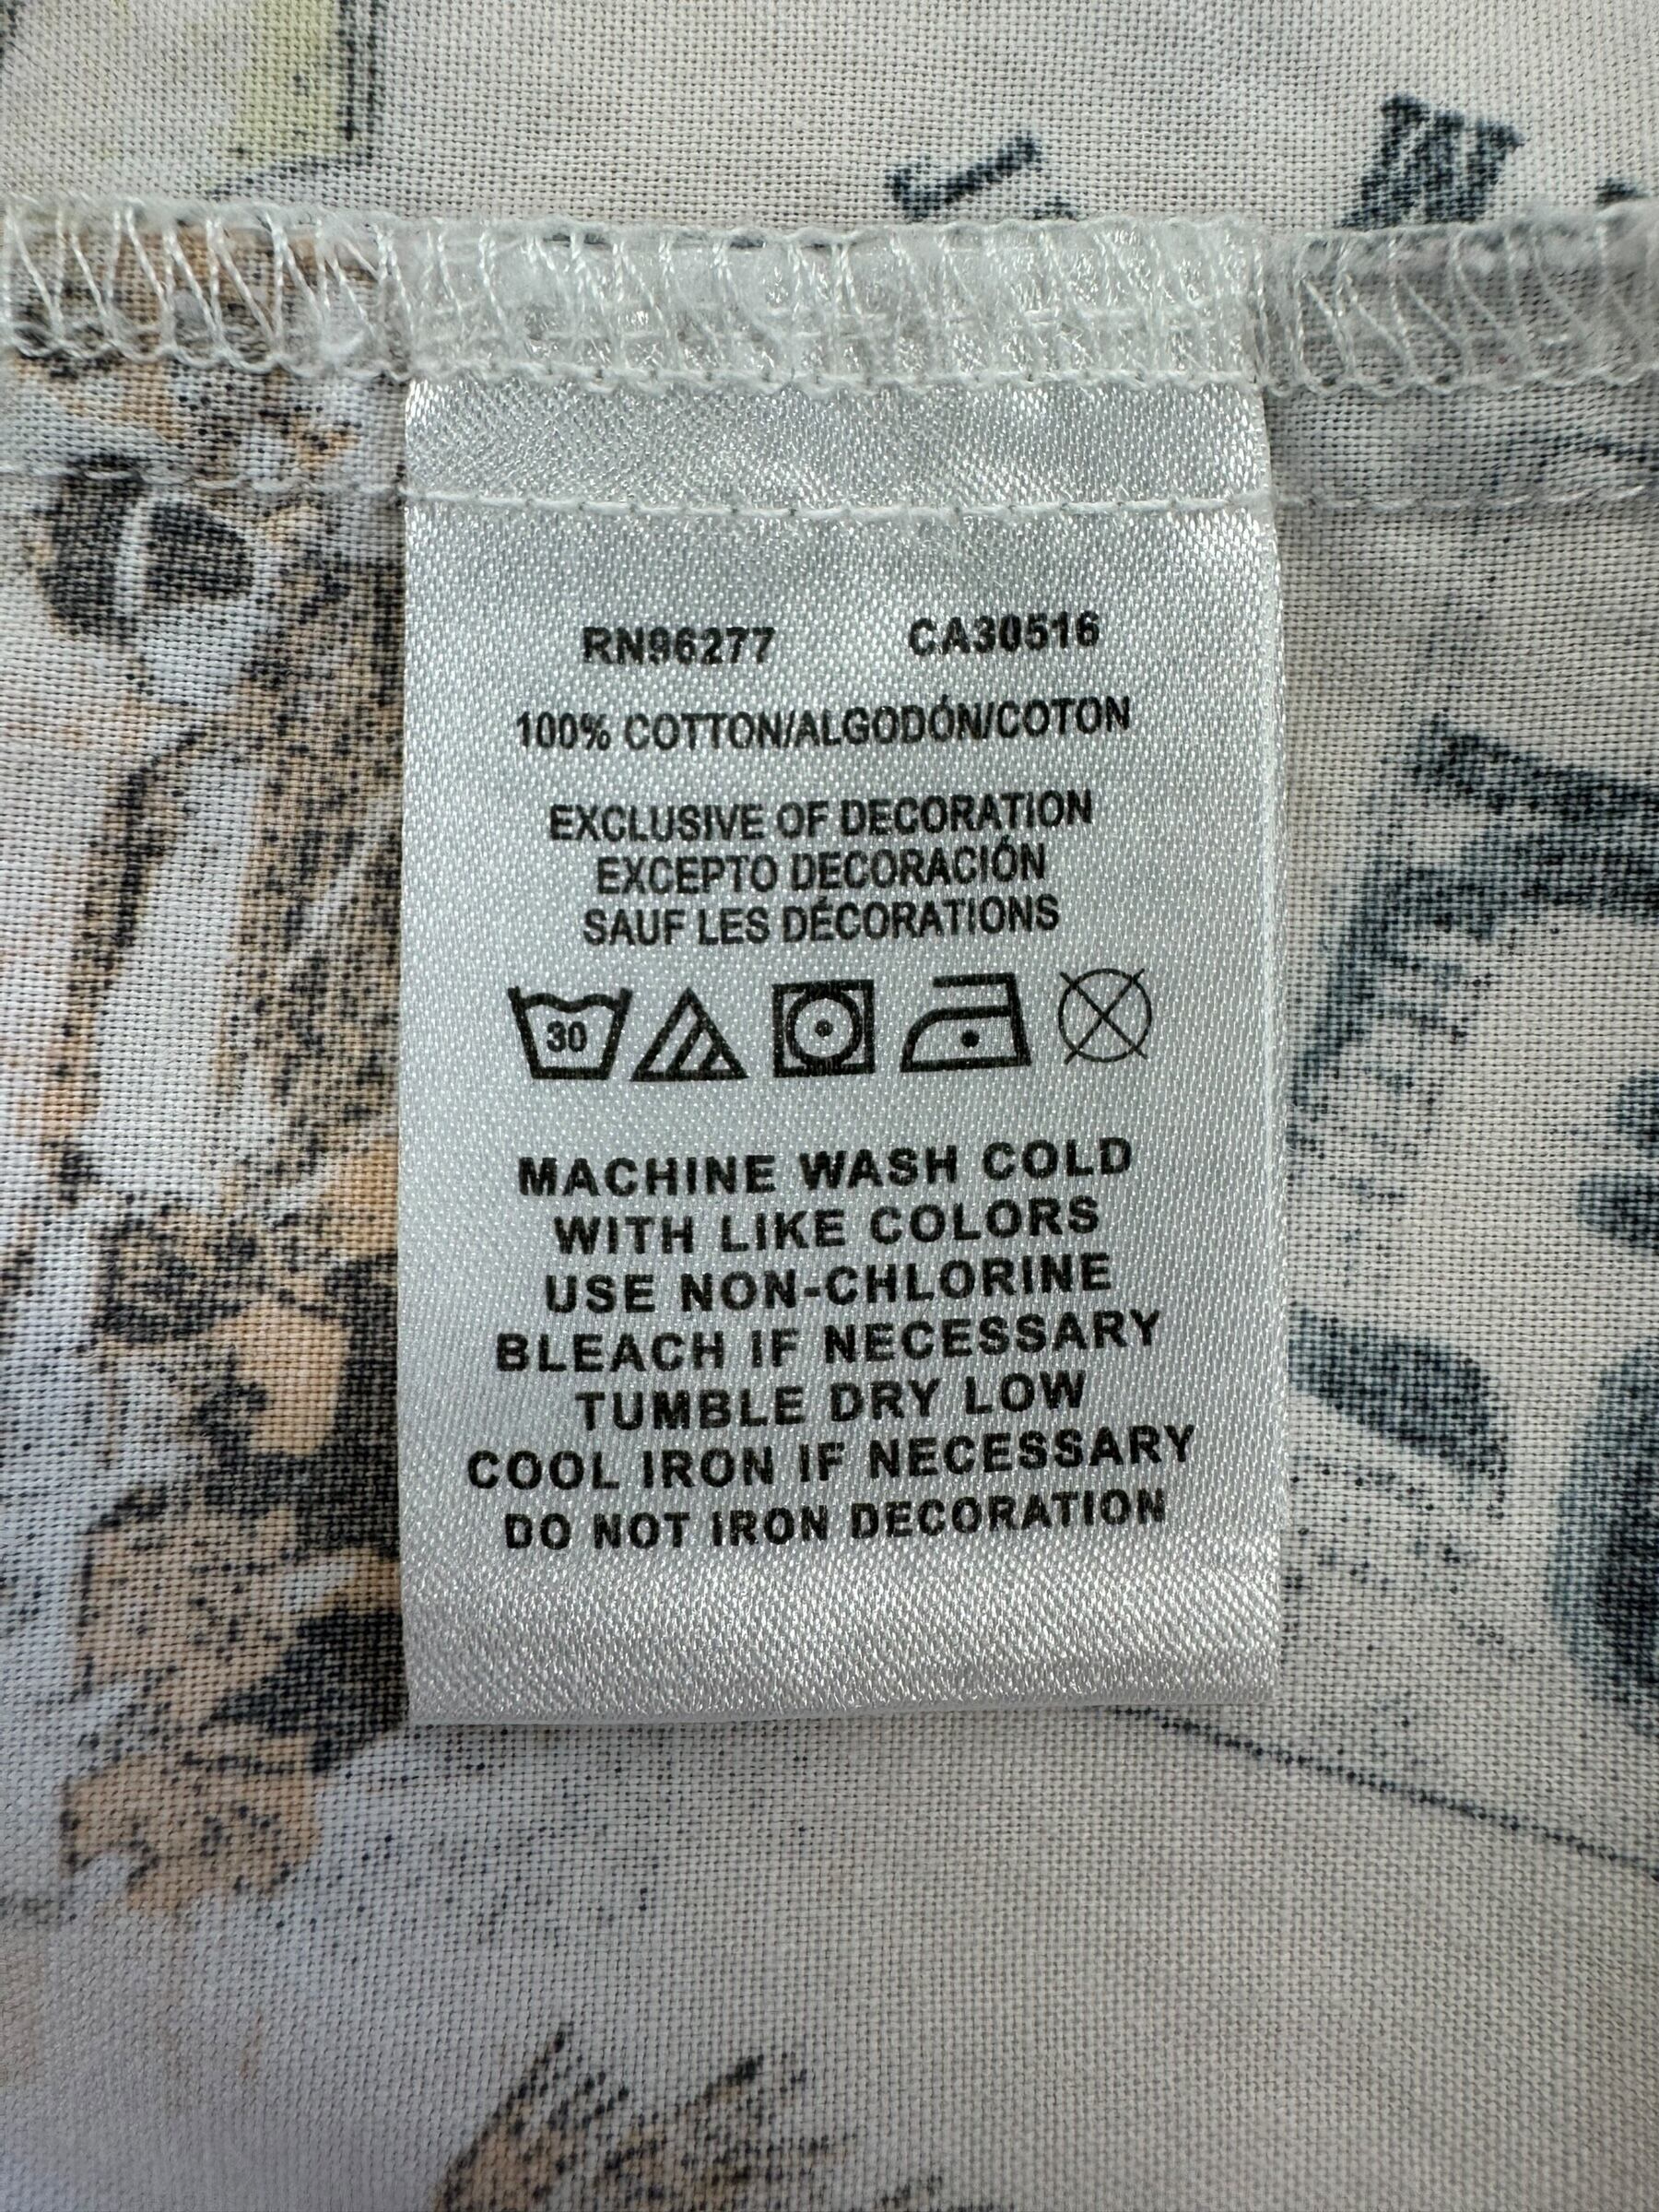 RN96277 CA30516
100% COTTON/ALGODÓN/COTON
EXCLUSIVE OF DECORATION
EXCEPTO DECORACIÓN
SAUF LES DÉCORATIONS
30
MACHINE WASH COLD
WITH LIKE COLORS
USE NON-CHLORINE
BLEACH IF NECESSARY
TUMBLE DRY LOW
COOL IRON IF NECESSARY
DO NOT IRON DECORATION